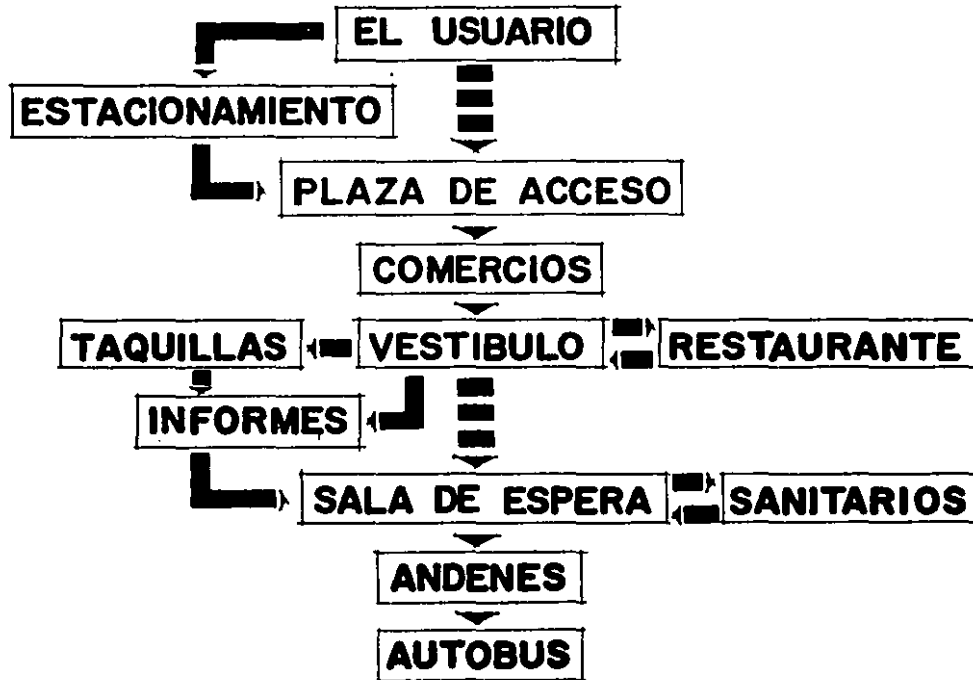 EL USUARIO
ESTACIONAMIENTO
PLAZA DE ACCESO
COMERCIOS
TAQUILLAS
VESTIBULO
RESTAURANTE
INFORMES
SALA DE ESPERA
SANITARIOS
ANDENES
AUTOBUS